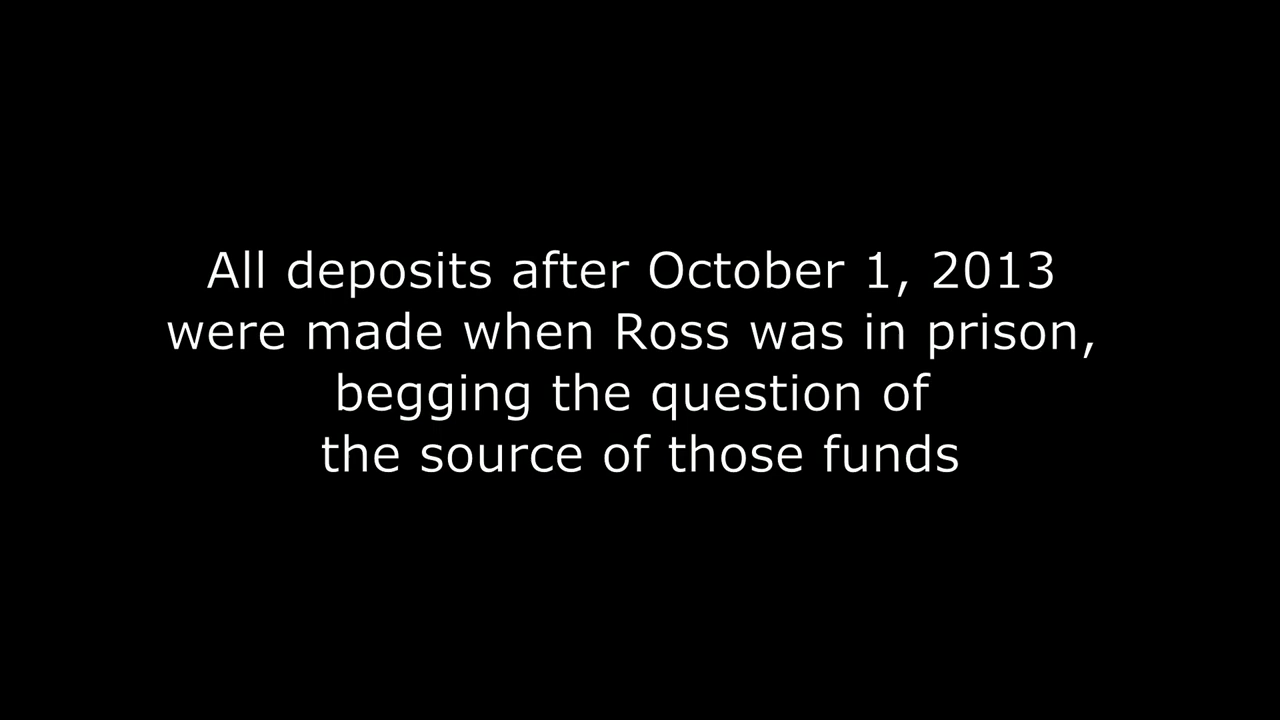 All deposits after October 1, 2013
were made when Ross was in prison,
begging the question of
the source of those funds